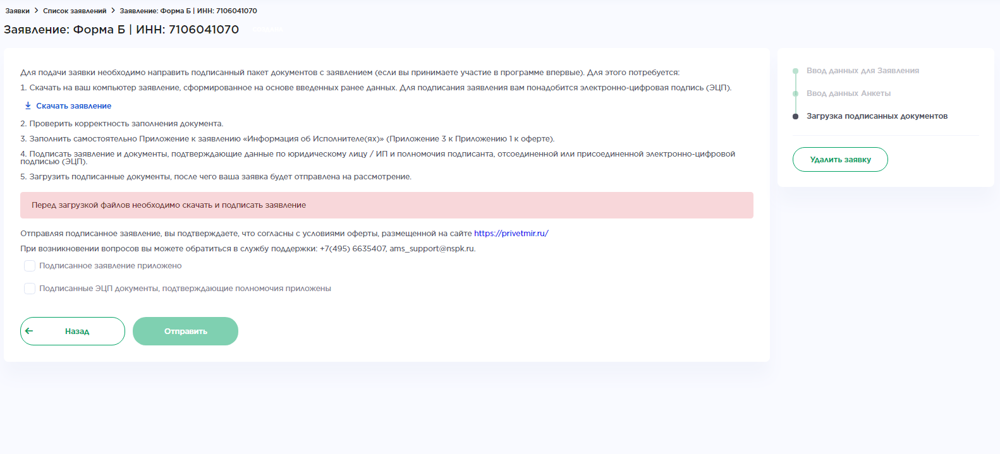 Заявки > Список заявлений > Заявление: Форма Б | ИНН: 7106041070
Заявление: Форма Б | ИНН: 7106041070
Для подачи заявки необходимо направить подписанный пакет документов с заявлением (если вы принимаете участие в программе впервые). Для этого потребуется:
1. Скачать на ваш компьютер заявление, сформированное на основе введенных ранее данных. Для подписания заявления вам понадобится электронно-цифровая подпись (ЭЦП).
Скачать заявление
2. Проверить корректность заполнения документа.
3. Заполнить самостоятельно Приложение к заявлению «Информация об Исполнителе(ях)» (Приложение 3 к Приложению 1 к оферте).
4. Подписать заявление и документы, подтверждающие данные по юридическому лицу / ИП и полномочия подписанта, отсоединенной или присоединенной электронно-цифровой
подписью (ЭЦП).
5. Загрузить подписанные документы, после чего ваша заявка будет отправлена на рассмотрение.
Перед загрузкой файлов необходимо скачать и подписать заявление
Отправляя подписанное заявление, вы подтверждаете, что согласны с условиями оферты, размещенной на сайте https://privetmir.ru/
При возникновении вопросов вы можете обратиться в службу поддержки: +7(495) 6635407, ams_support@nspk.ru.
Подписанное заявление приложено
Подписанные ЭЦП документы, подтверждающие полномочия приложены
Назад
Отправить
Ввод данных для Заявления
Ввод данных Анкеты
Загрузка подписанных документов
Удалить заявку